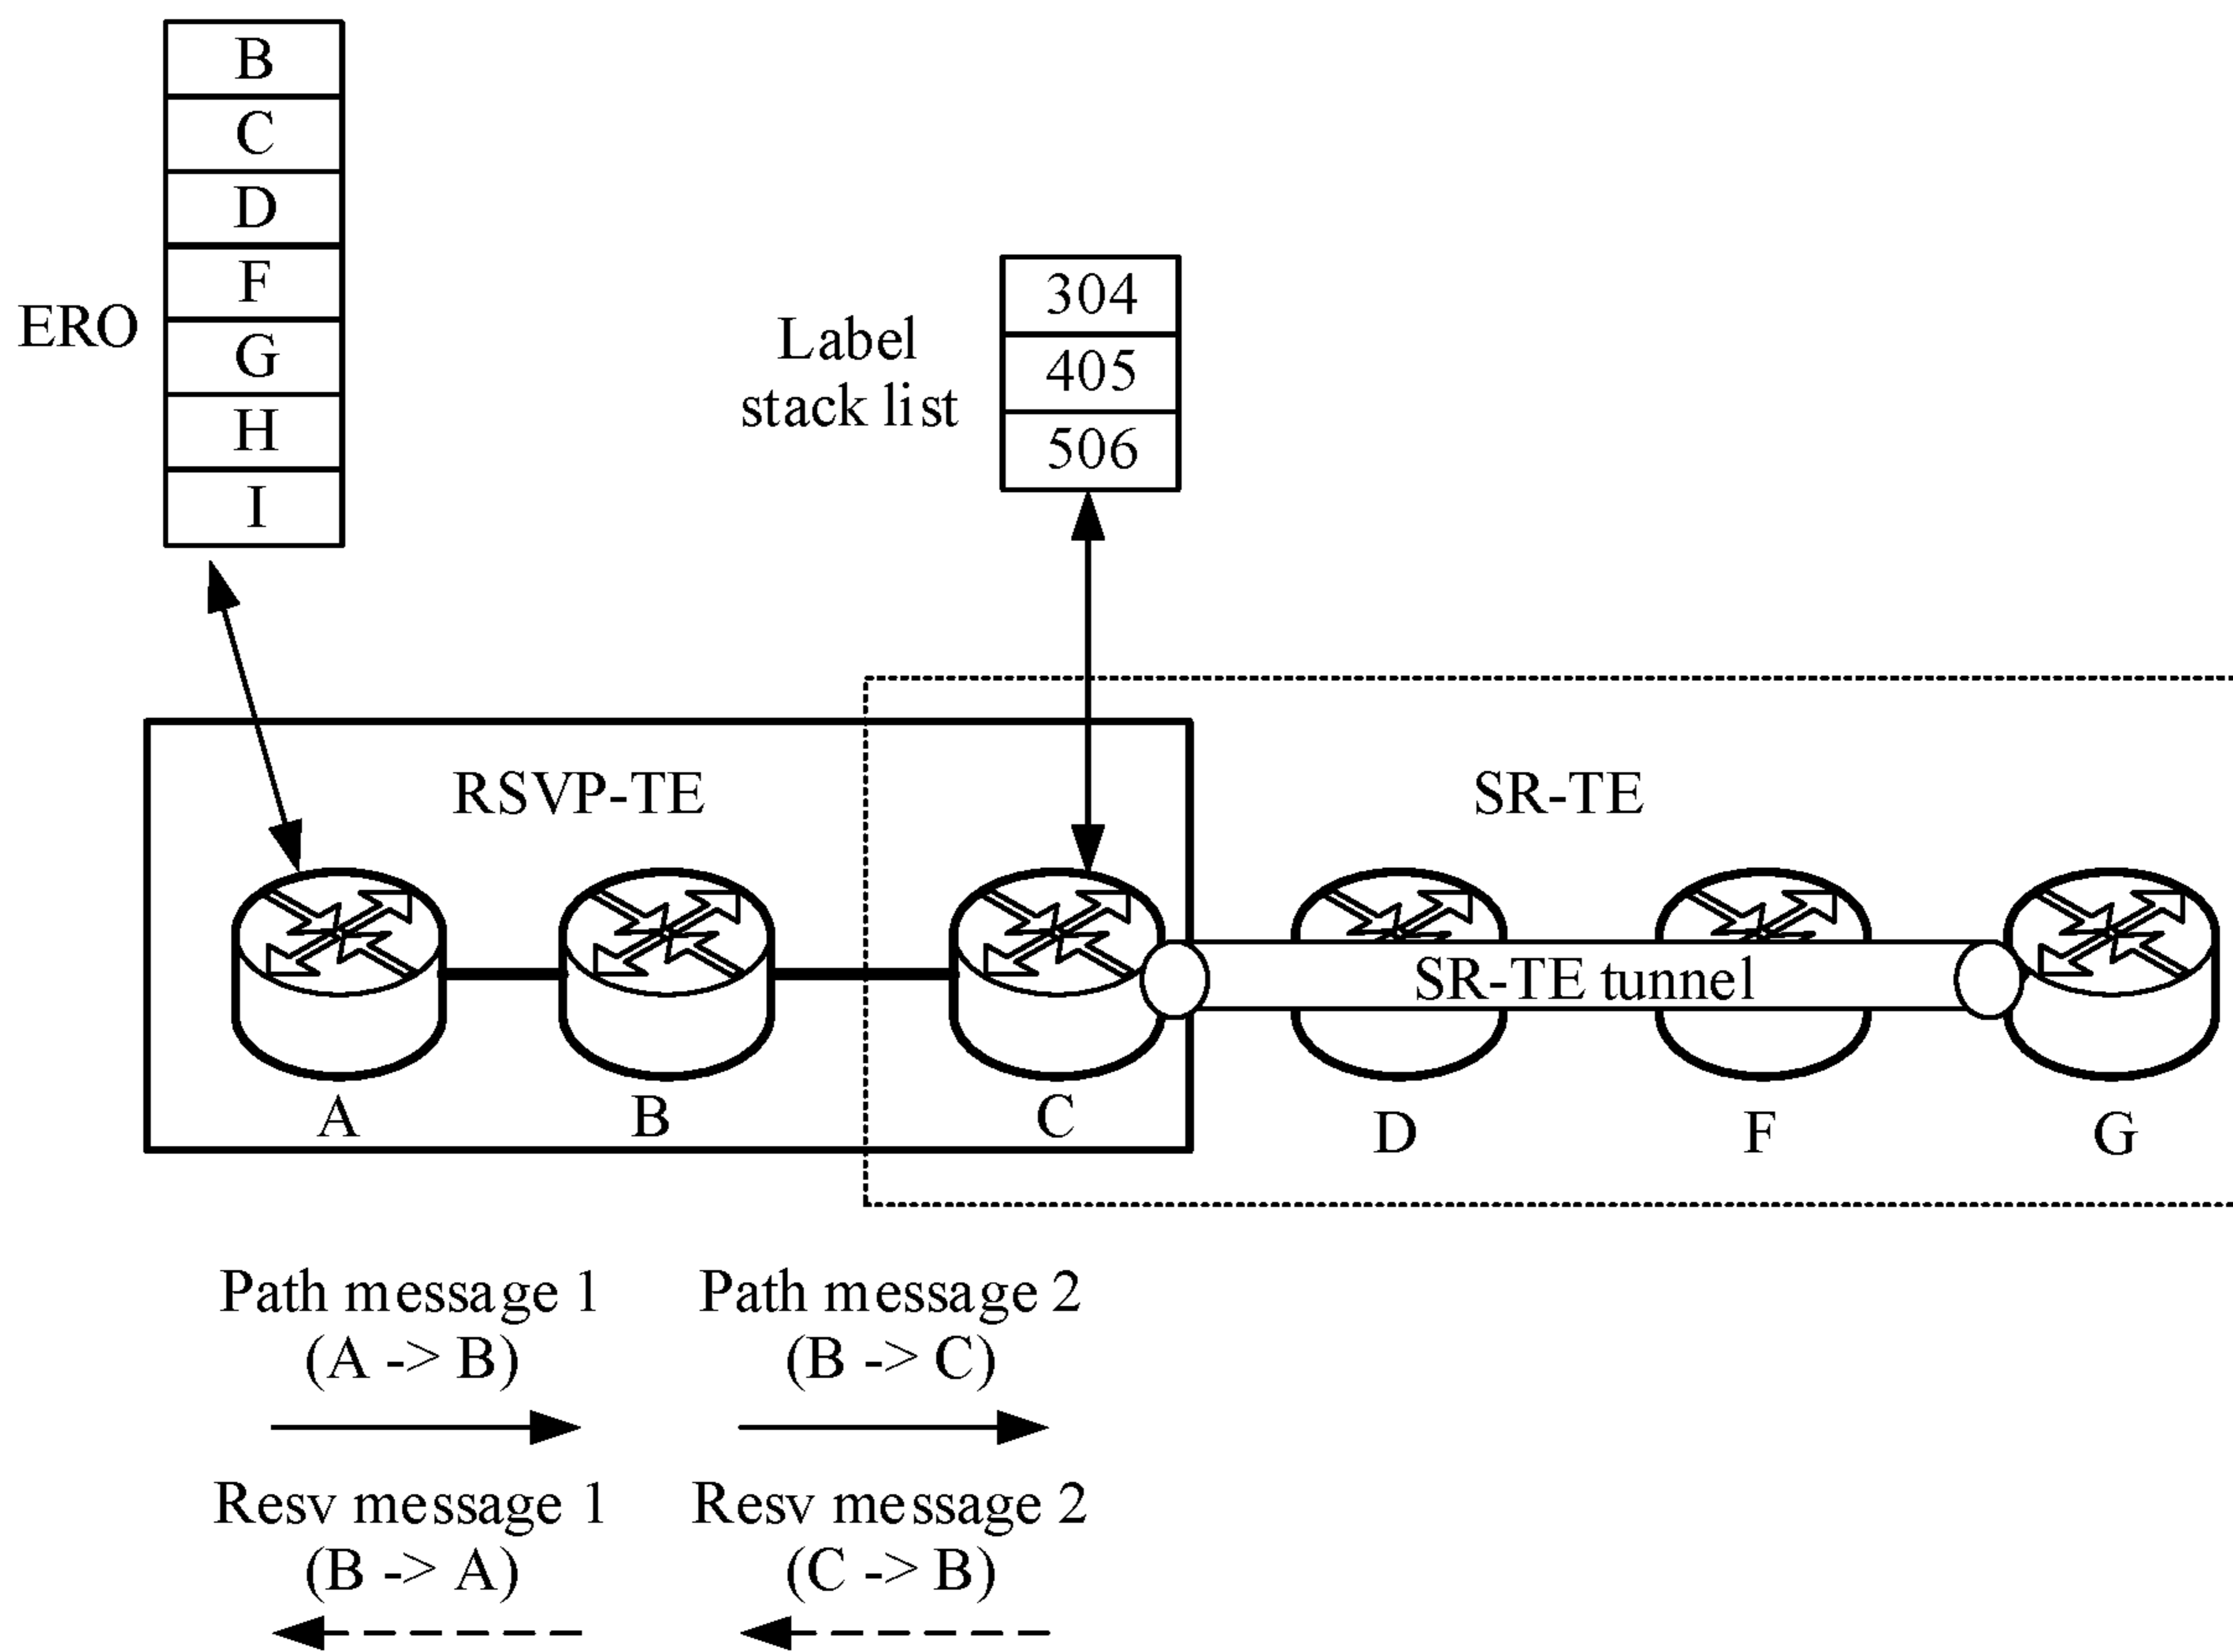 B
C
D
F
G
H
I
ERO
304
405
506
Label
stack list
RSVP-TE
SR-TE
SR-TE tunnel
A
B
C
D
F
G
Path message 1
(A -> B)
Path message 2
(B -> C)
Resv message 1
(B -> A)
Resv message 2
(C -> B)